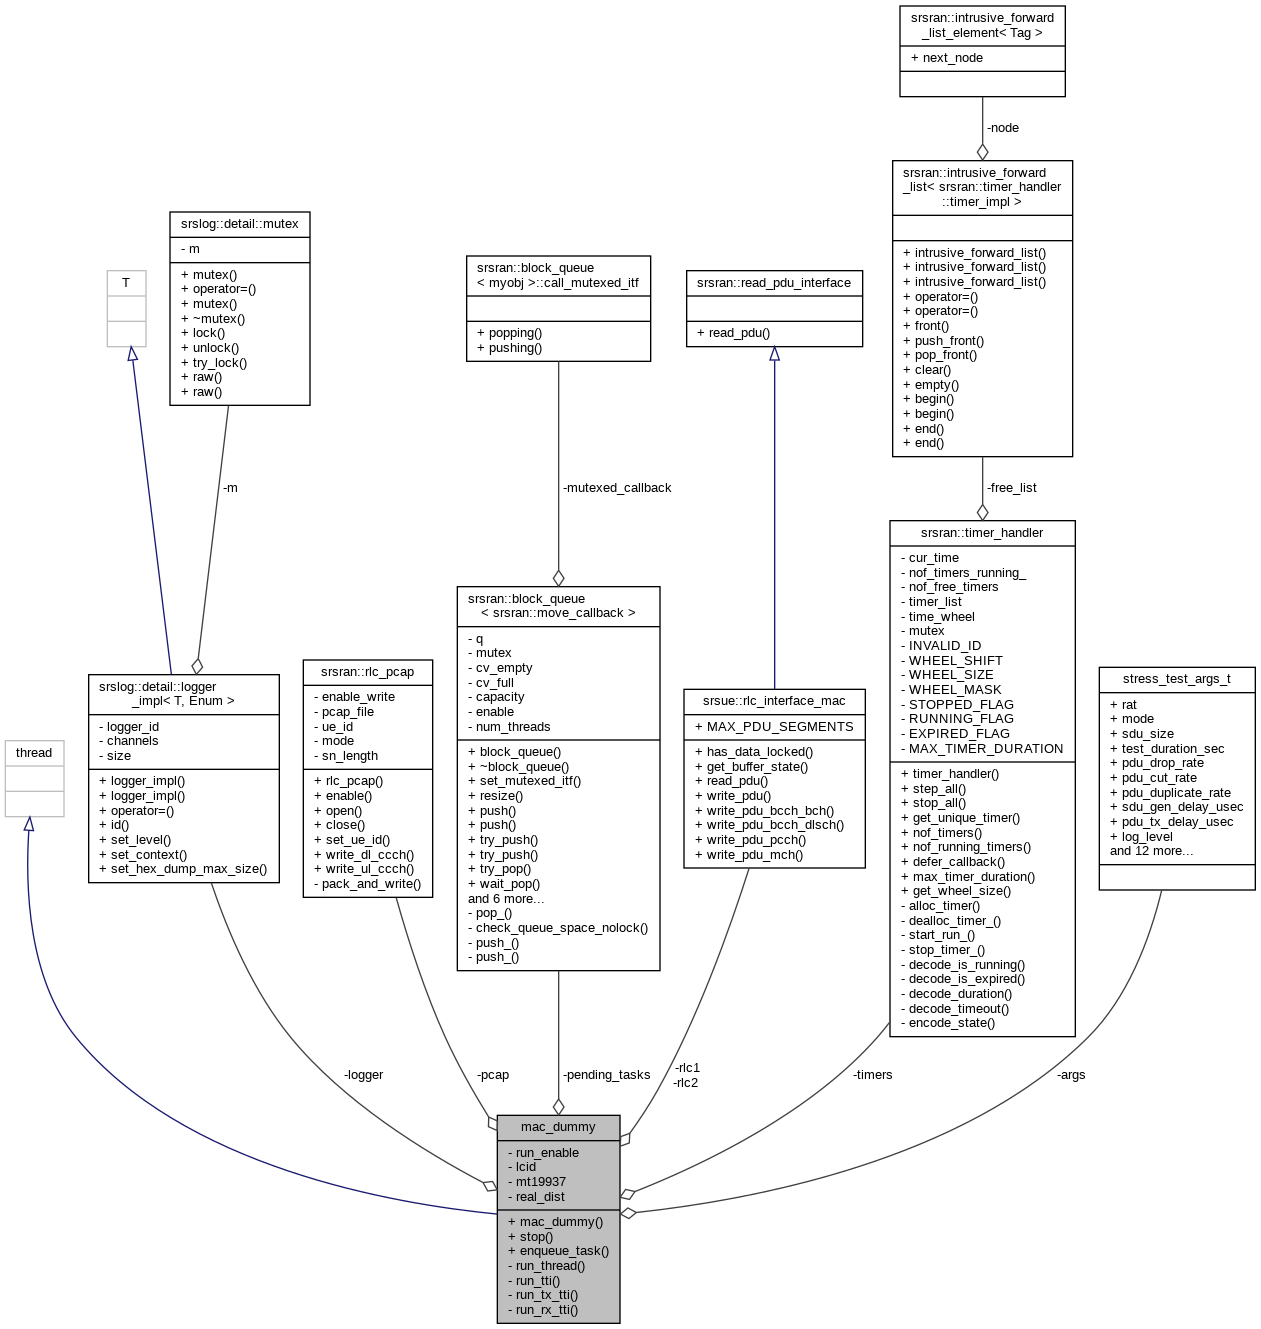 srsran::intrusive_forward
_list_element< Tag >
+ next_node
-node
srsran::intrusive_forward
_list< srsran::timer_handler
::timer_impl >
+ intrusive_forward_list()
+ intrusive_forward_list()
+ intrusive_forward_list()
+ operator=()
+ operator=()
+ front()
+ push_front()
+ pop_front()
+ clear()
+ empty()
+ begin()
+ begin()
+ end()
+ end()
-free_list
srslog::detail::mutex
- m
+ mutex()
+ operator=()
+ mutex()
+ ~mutex()
+ lock()
+ unlock()
+ try_lock()
+ raw()
+ raw()
-m
T
srsran::block_queue
< myobj >::call_mutexed_itf
+ popping()
+ pushing()
-mutexed_callback
srsran::read_pdu_interface
+ read_pdu()
srsran::timer_handler
- cur_time
- nof_timers_running_
- nof_free_timers
- timer_list
- time_wheel
- mutex
- INVALID_ID
- WHEEL_SHIFT
- WHEEL_SIZE
- WHEEL_MASK
- STOPPED_FLAG
- RUNNING_FLAG
- EXPIRED_FLAG
- MAX_TIMER_DURATION
+ timer_handler()
+ step_all()
+ stop_all()
+ get_unique_timer()
+ nof_timers()
+ nof_running_timers()
+ defer_callback()
+ max_timer_duration()
+ get_wheel_size()
- alloc_timer()
- dealloc_timer_()
- start_run_()
- stop_timer_()
- decode_is_running()
- decode_is_expired()
- decode_duration()
- decode_timeout()
- encode_state()
thread
srslog::detail::logger
_impl< T, Enum >
- logger_id
- channels
- size
+ logger_impl()
+ logger_impl()
+ operator=()
+ id()
+ set_level()
+ set_context()
+ set_hex_dump_max_size()
srsran::rlc_pcap
- enable_write
- pcap_file
- ue_id
- mode
- sn_length
+ rlc_pcap()
+ enable()
+ open()
+ close()
+ set_ue_id()
+ write_dl_ccch()
+ write_ul_ccch()
- pack_and_write()
srsran::block_queue
< srsran::move_callback >
- q
- mutex
- cv_empty
- cv_full
- capacity
- enable
- num_threads
+ block_queue()
+ ~block_queue()
+ set_mutexed_itf()
+ resize()
+ push()
+ push()
+ try_push()
+ try_push()
+ try_pop()
+ wait_pop()
and 6 more...
- pop_()
- check_queue_space_nolock()
- push_()
- push_()
srsue::rlc_interface_mac
+ MAX_PDU_SEGMENTS
+ has_data_locked()
+ get_buffer_state()
+ read_pdu()
+ write_pdu()
+ write_pdu_bcch_bch()
+ write_pdu_bcch_dlsch()
+ write_pdu_pcch()
+ write_pdu_mch()
stress_test_args_t
+ rat
+ mode
+ sdu_size
+ test_duration_sec
+ pdu_drop_rate
+ pdu_cut_rate
+ pdu_duplicate_rate
+ sdu_gen_delay_usec
+ pdu_tx_delay_usec
+ log_level
and 12 more...
-logger
-pcap
-pending_tasks
-rlc1
-rlc2
-timers
-args
mac_dummy
- run_enable
- lcid
- mt19937
- real_dist
+ mac_dummy()
+ stop()
+ enqueue_task()
- run_thread()
- run_tti()
- run_tx_tti()
- run_rx_tti()